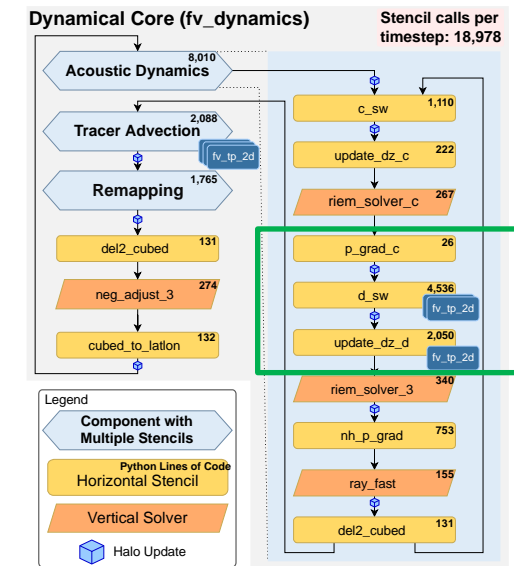 Dynamical Core (fv_dynamics)
Stencil calls per
timestep: 18,978
8,010
Acoustic Dynamics
2,088
Tracer Advection
fv_tp_2d
1,765
Remapping
131
del2_cubed
274
neg_adjust_3
132
cubed_to_latlon
1,110
c_sw
222
update_dz_c
267
riem_solver_c
26
p_grad_c
4,536
d_sw
fv_tp_2d
2,050
update_dz_d
fv_tp_2d
340
riem_solver_3
753
nh_p_grad
155
ray_fast
131
del2_cubed
Legend
Component with
Multiple Stencils
Python Lines of Code
Horizontal Stencil
Vertical Solver
Halo Update